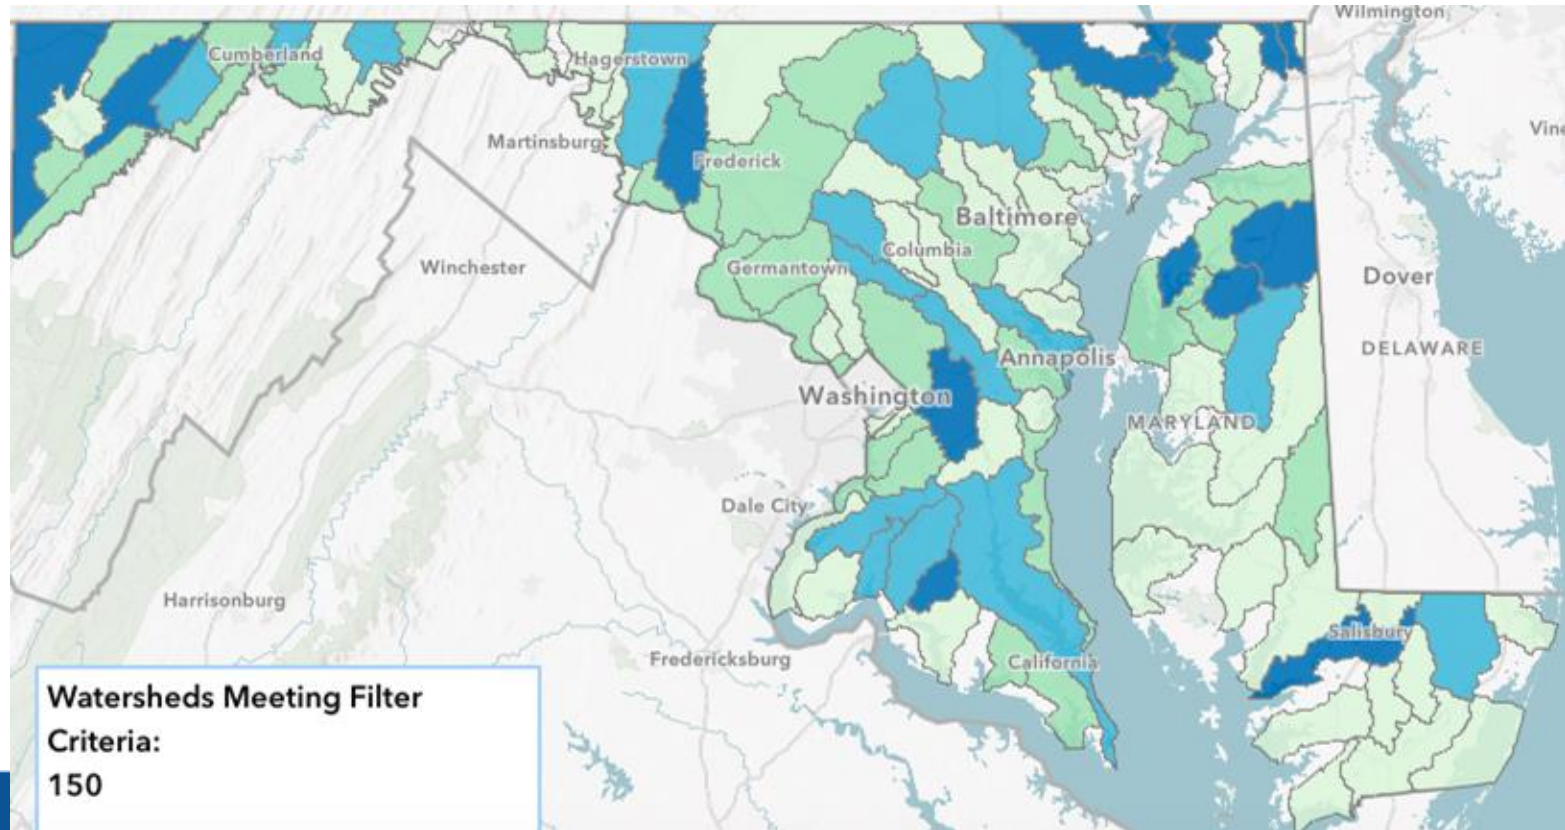 Wilmington
Cumberland
Hagerstown
Martinsburg
Frederick
Baltimore
Winchester
Germantown
Columbia
Dover
DELAWARE
Annapolis
Washington
MARYLAND
Dale City
Harrisonburg
Salisbury
Fredericksburg
California
Watersheds Meeting Filter
Criteria:
150